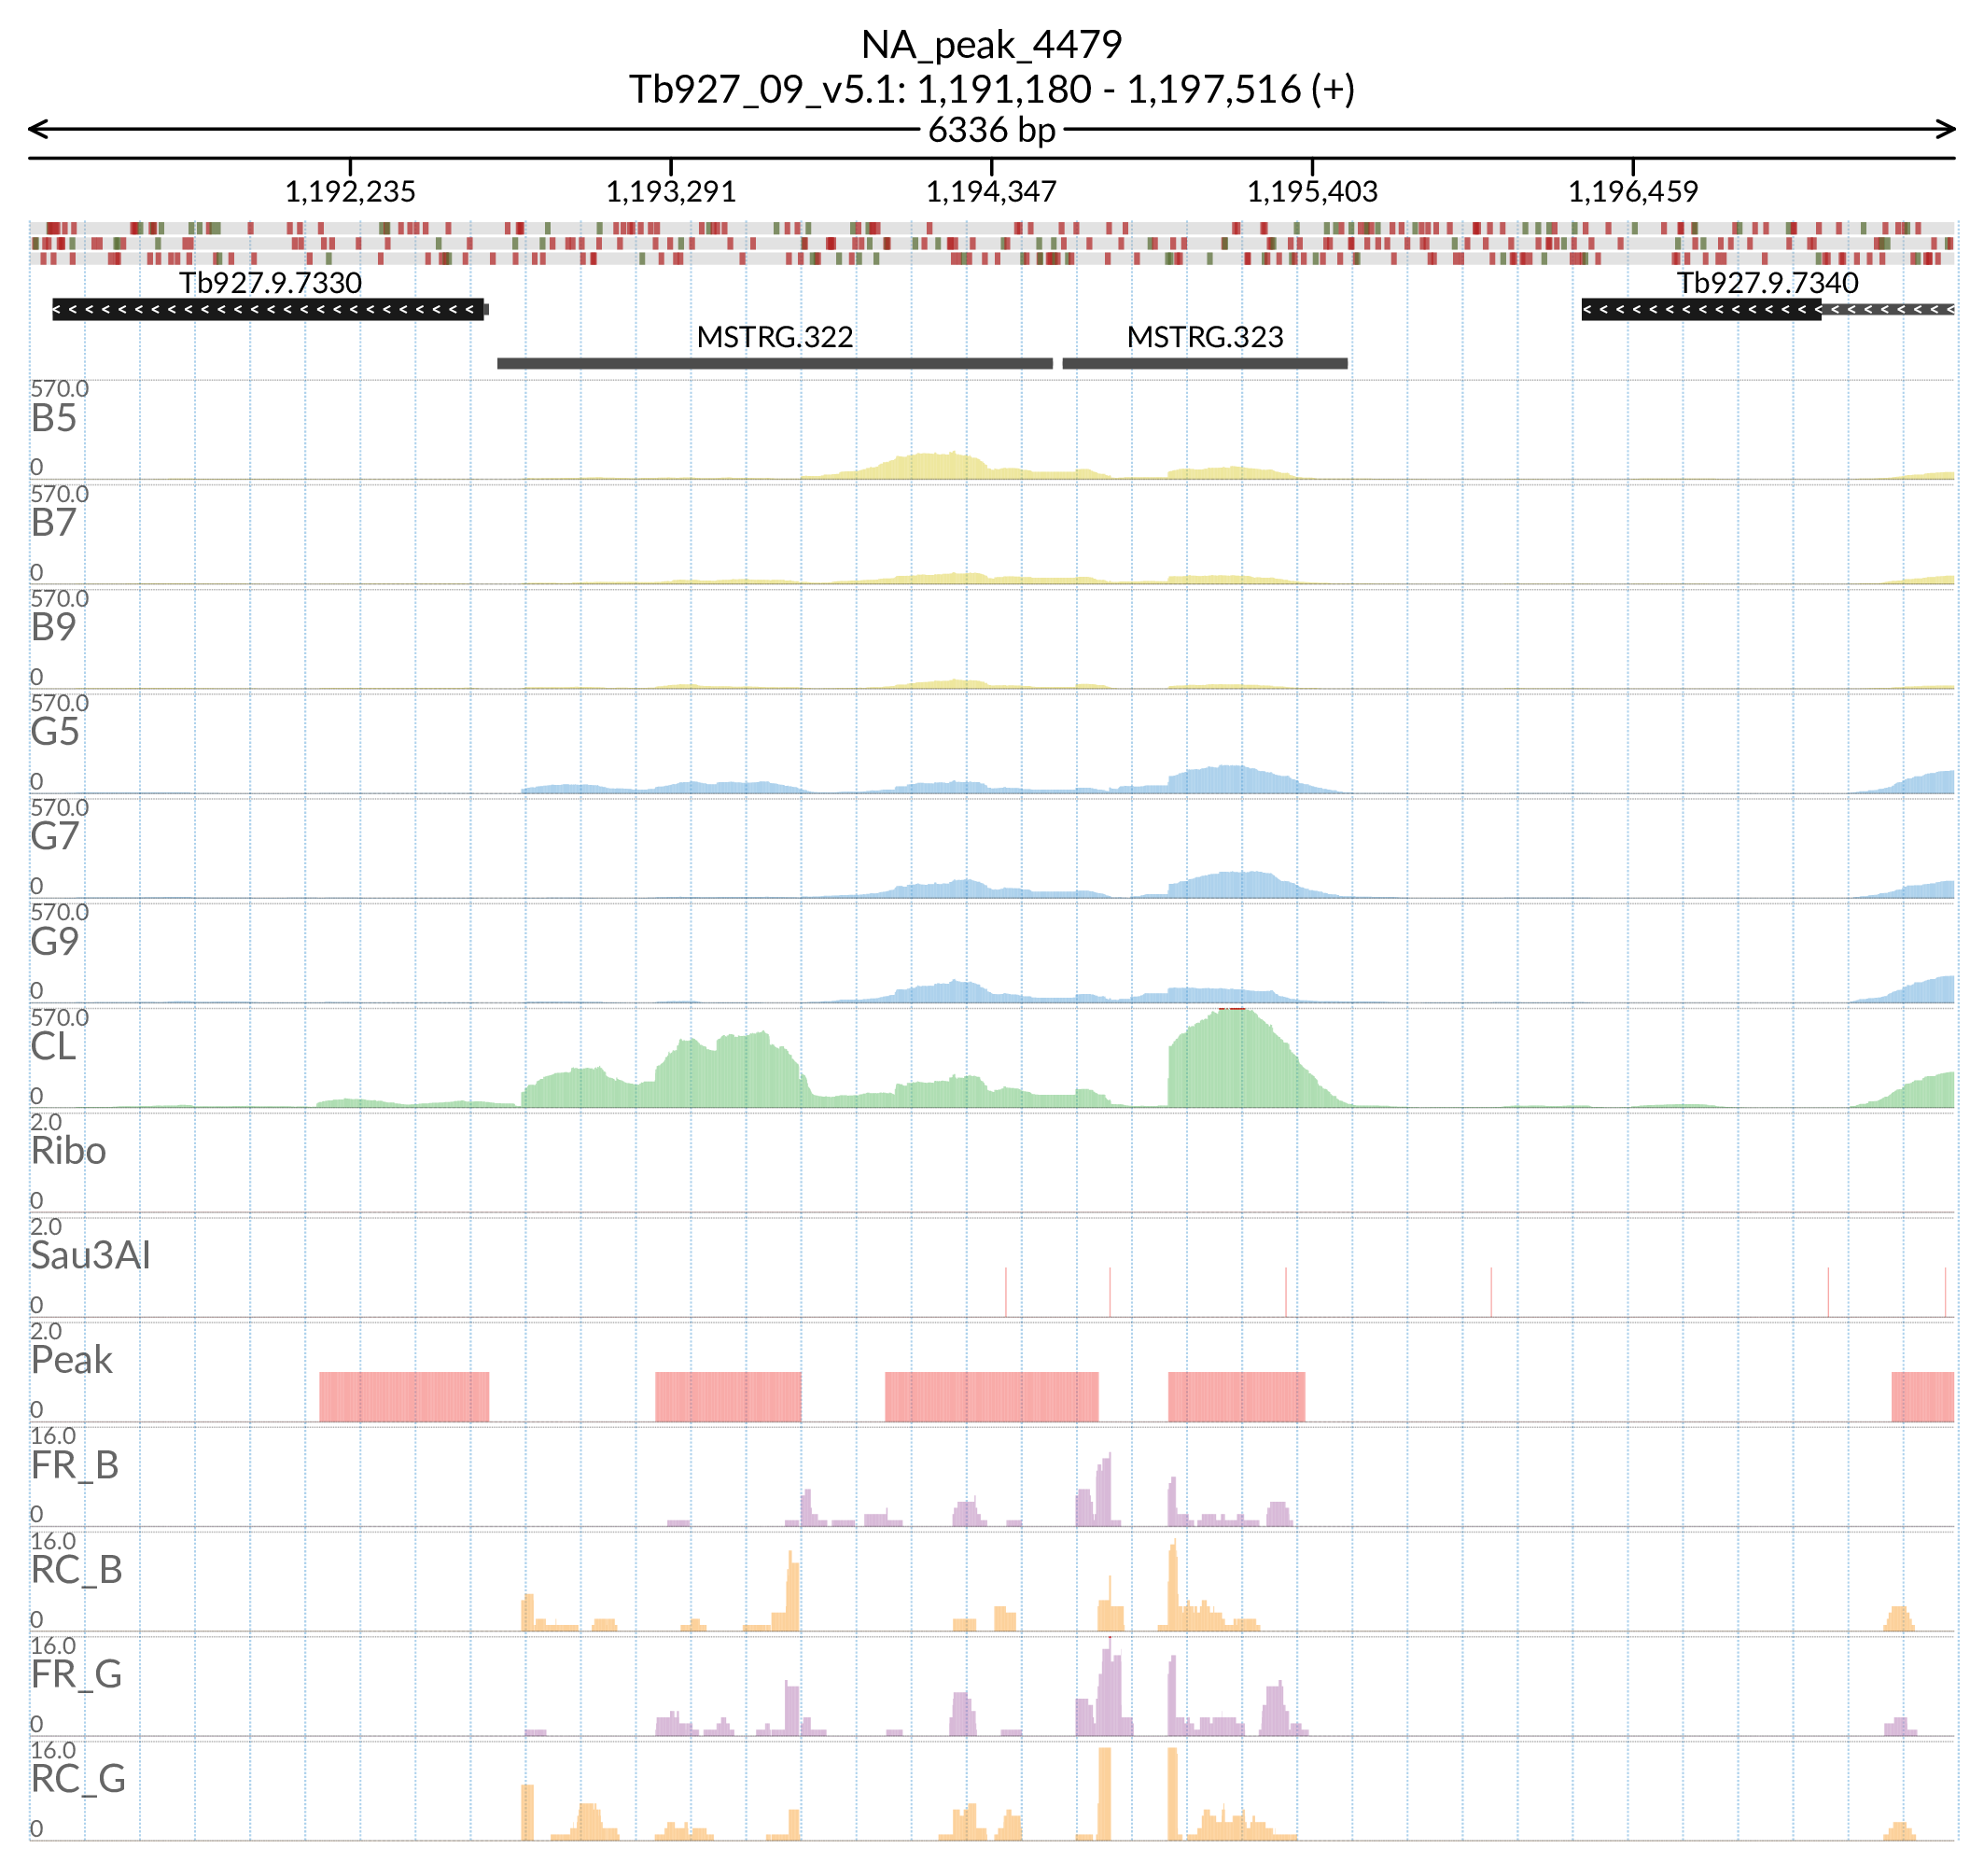 NA_peak_4479
Tb927_09_v5.1: 1,191,180 - 1,197,516 (+)
6336 bp
1,192,235 1,193,291 1,194,347 1,195,403 1,196,459
Tb927.9.7330 Tb927.9.7340
MSTRG.322 MSTRG.323
570.0
B5
0
570.0
B7
0
570.0
B9
0
570.0
G5
0
570.0
G7
0
570.0
G9
0
570.0
CL
0
2.0
Ribo
0
2.0
Sau3AI
0
2.0
Peak
0
16.0
FR_B
0
16.0
RC_B
0
16.0
FR_G
0
16.0
RC_G
0